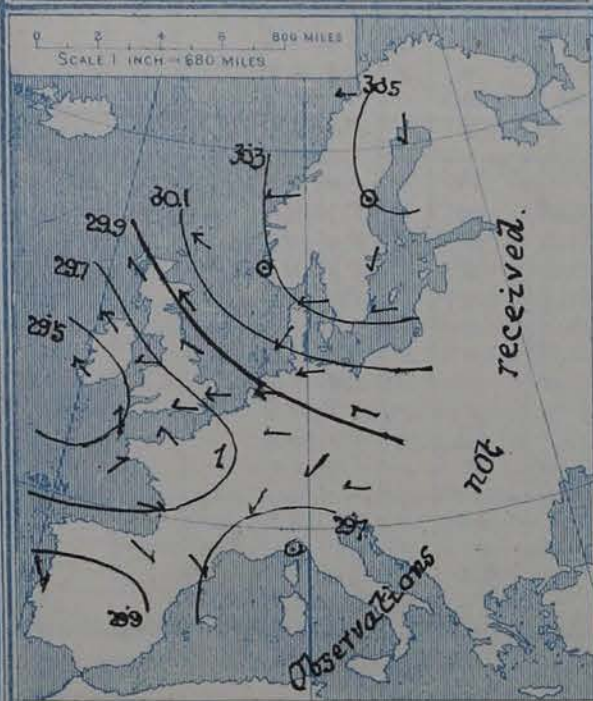 0 2 4 6 800 MILES
SCALE 1 INCH = 680 MILES
30.5
30.3
30.1
29.9
29.7
29.5
29.7
29.9
Observations
not
received.